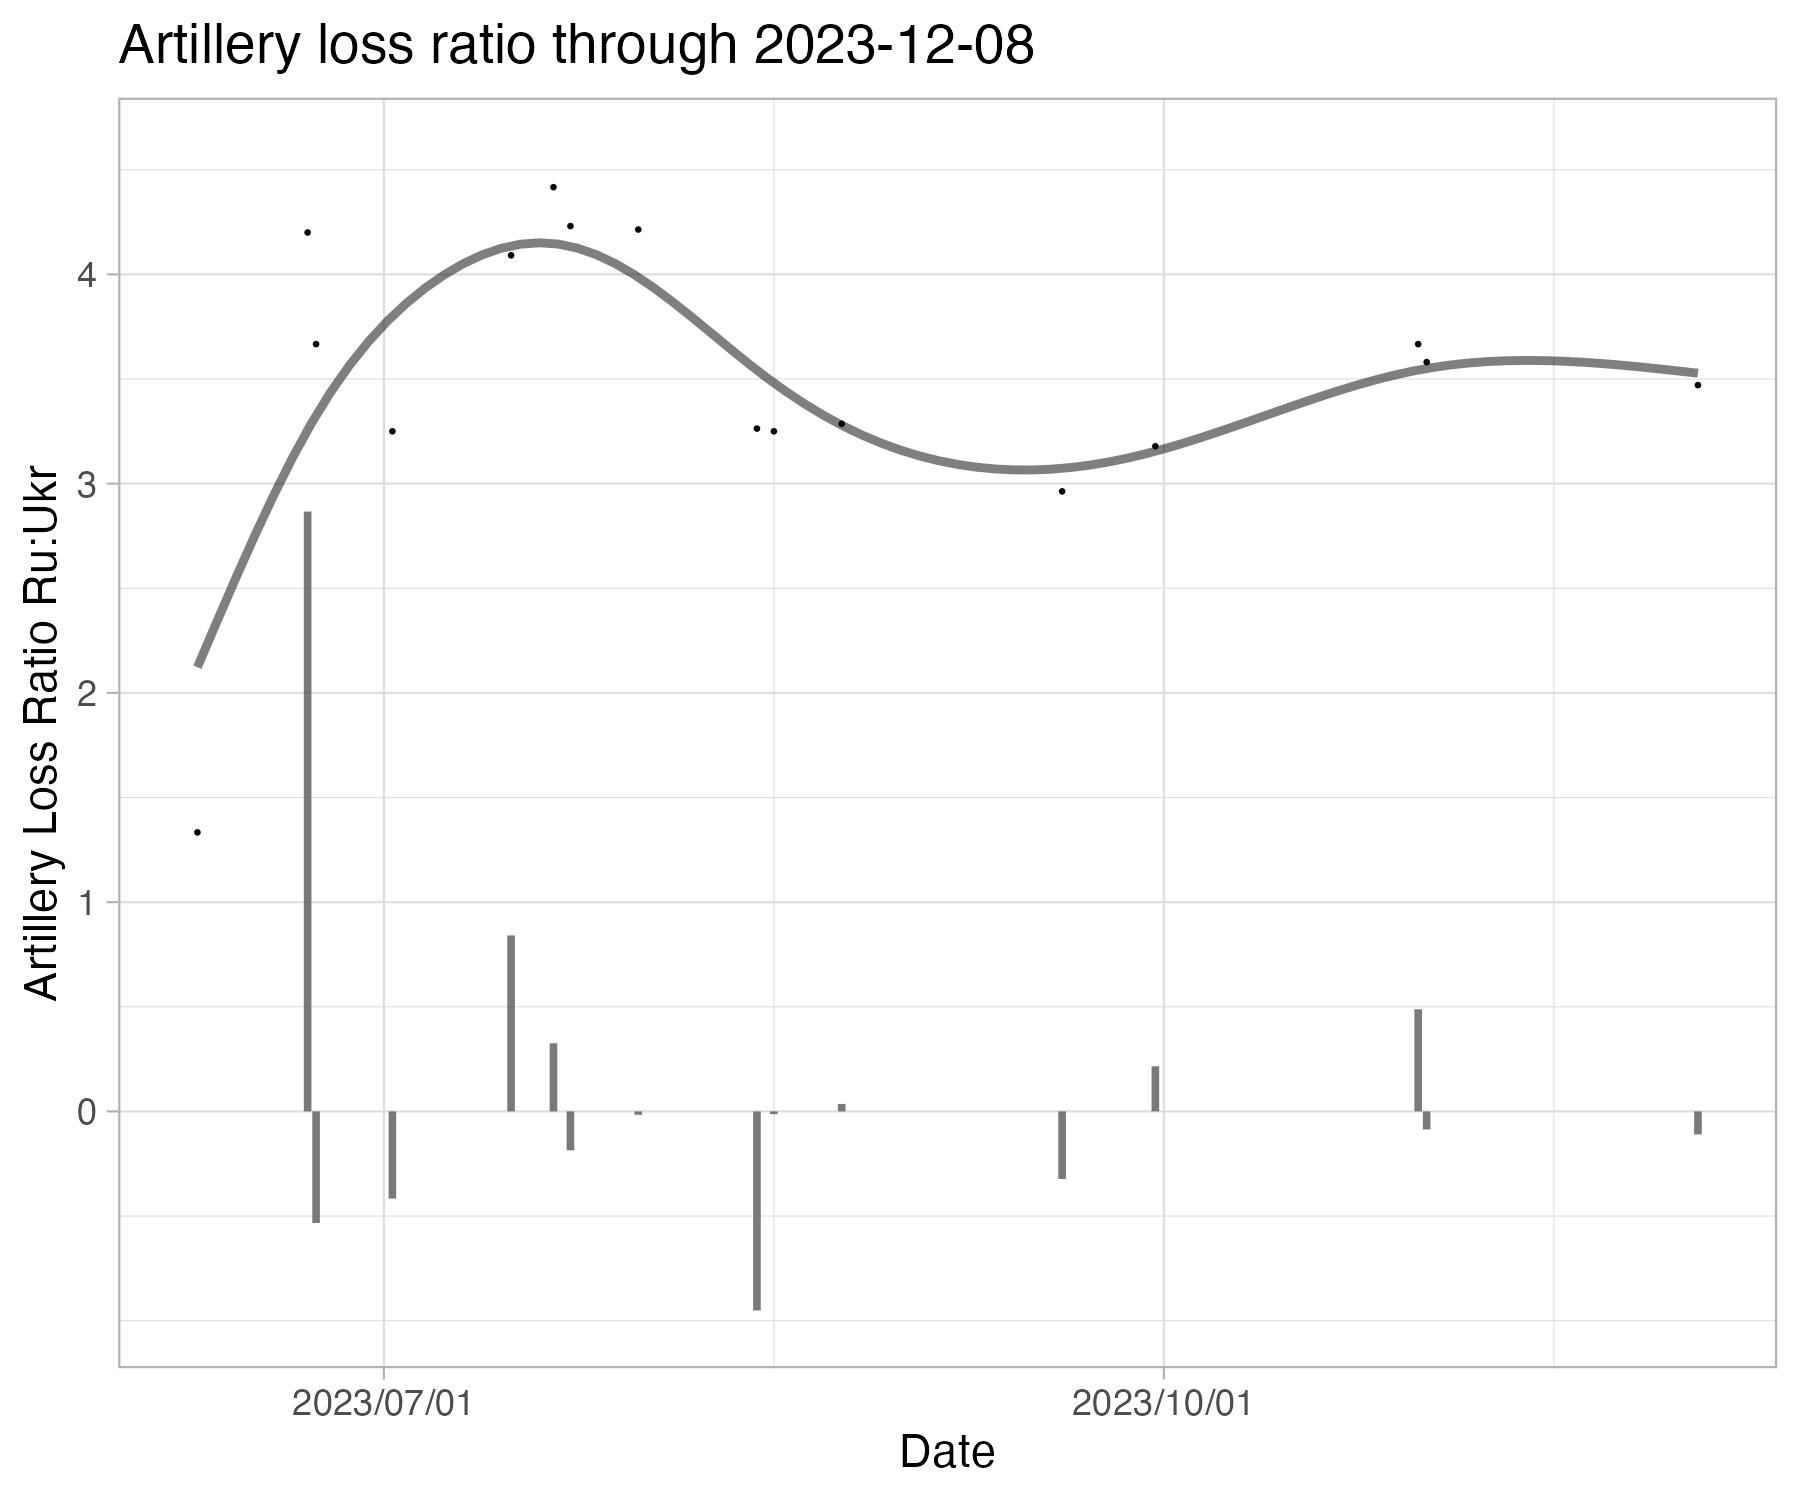 Artillery loss ratio through 2023-12-08
Artillery Loss Ratio Ru:Ukr
4
3
2
1
0
2023/07/01
2023/10/01
Date